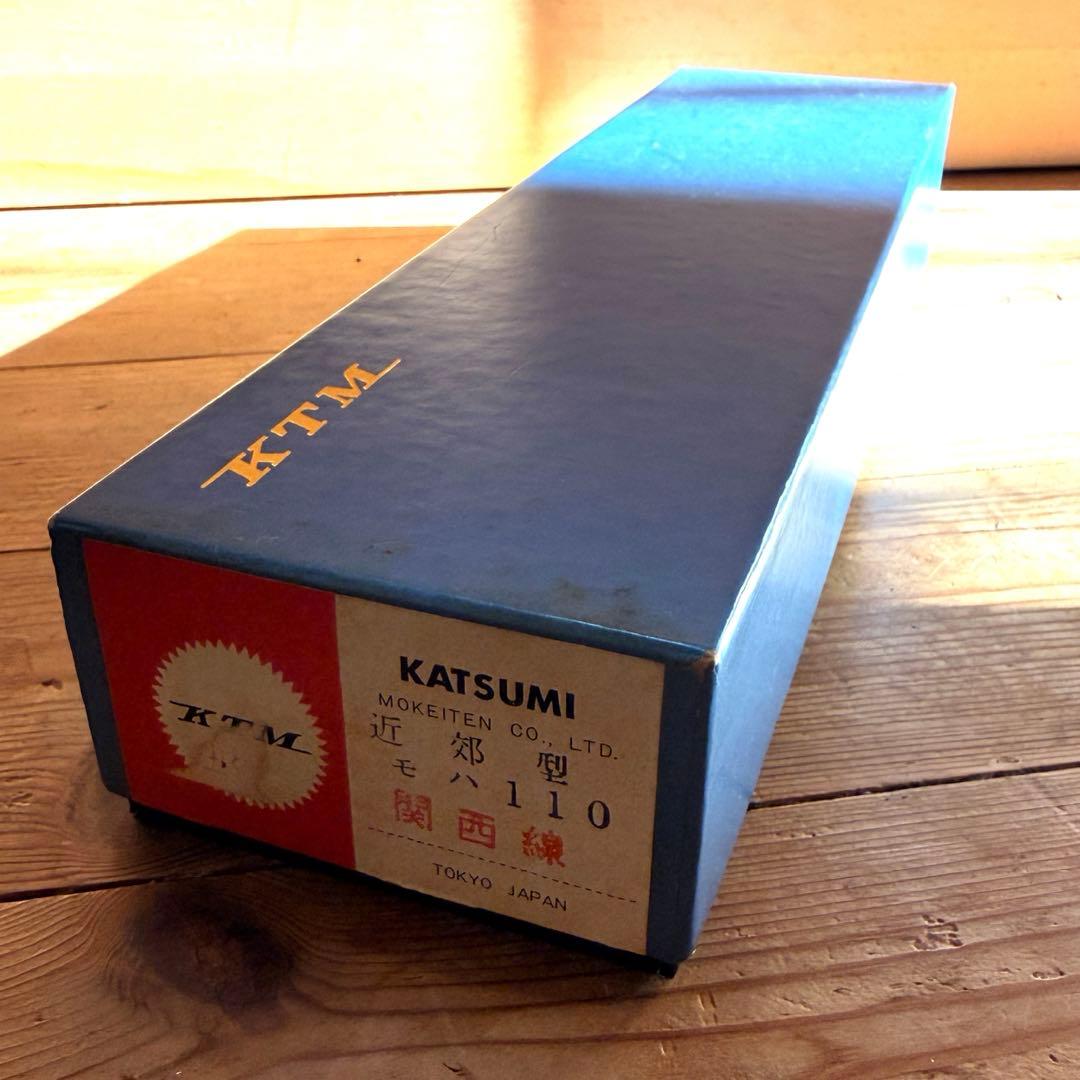 KTM
KTM
KATSUMI
MOKEITEN CO., LTD.
近郊型
モハ110
関西線
TOKYO JAPAN